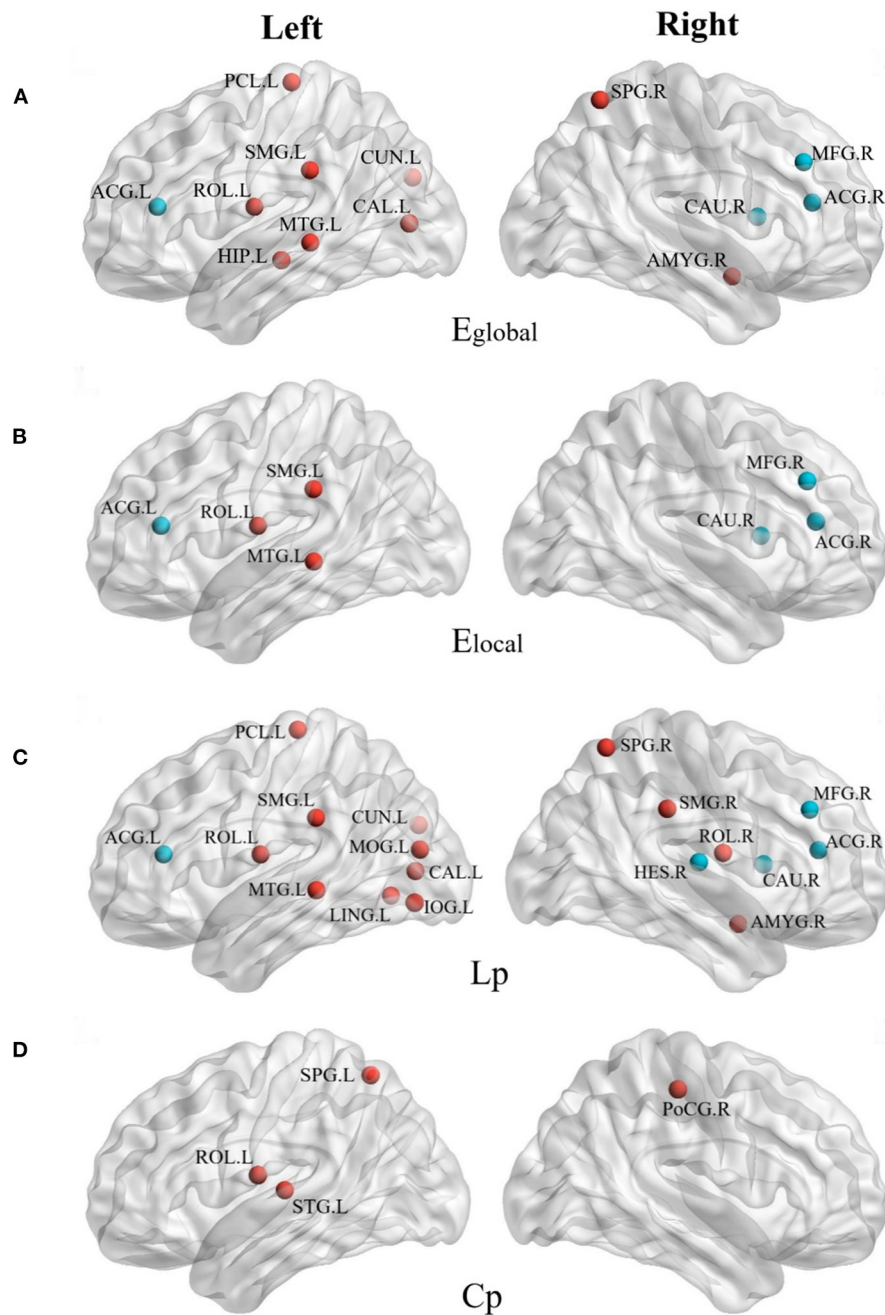 Left Right
A
PCL.L
SMG.L
CUN.L
ACG.L
ROL.L
CAL.L
MTG.L
HIP.L
SPG.R
MFG.R
CAU.R
ACG.R
AMYG.R
Eglobal
B
SMG.L
ACG.L
ROL.L
MTG.L
MFG.R
CAU.R
ACG.R
Elocal
C
PCL.L
SMG.L
CUN.L
ACG.L
ROL.L
MOG.L
CAL.L
MTG.L
LING.L
IOG.L
SPG.R
SMG.R
MFG.R
ROL.R
ACG.R
HES.R
CAU.R
AMYG.R
Lp
D
SPG.L
ROL.L
STG.L
PoCG.R
Cp